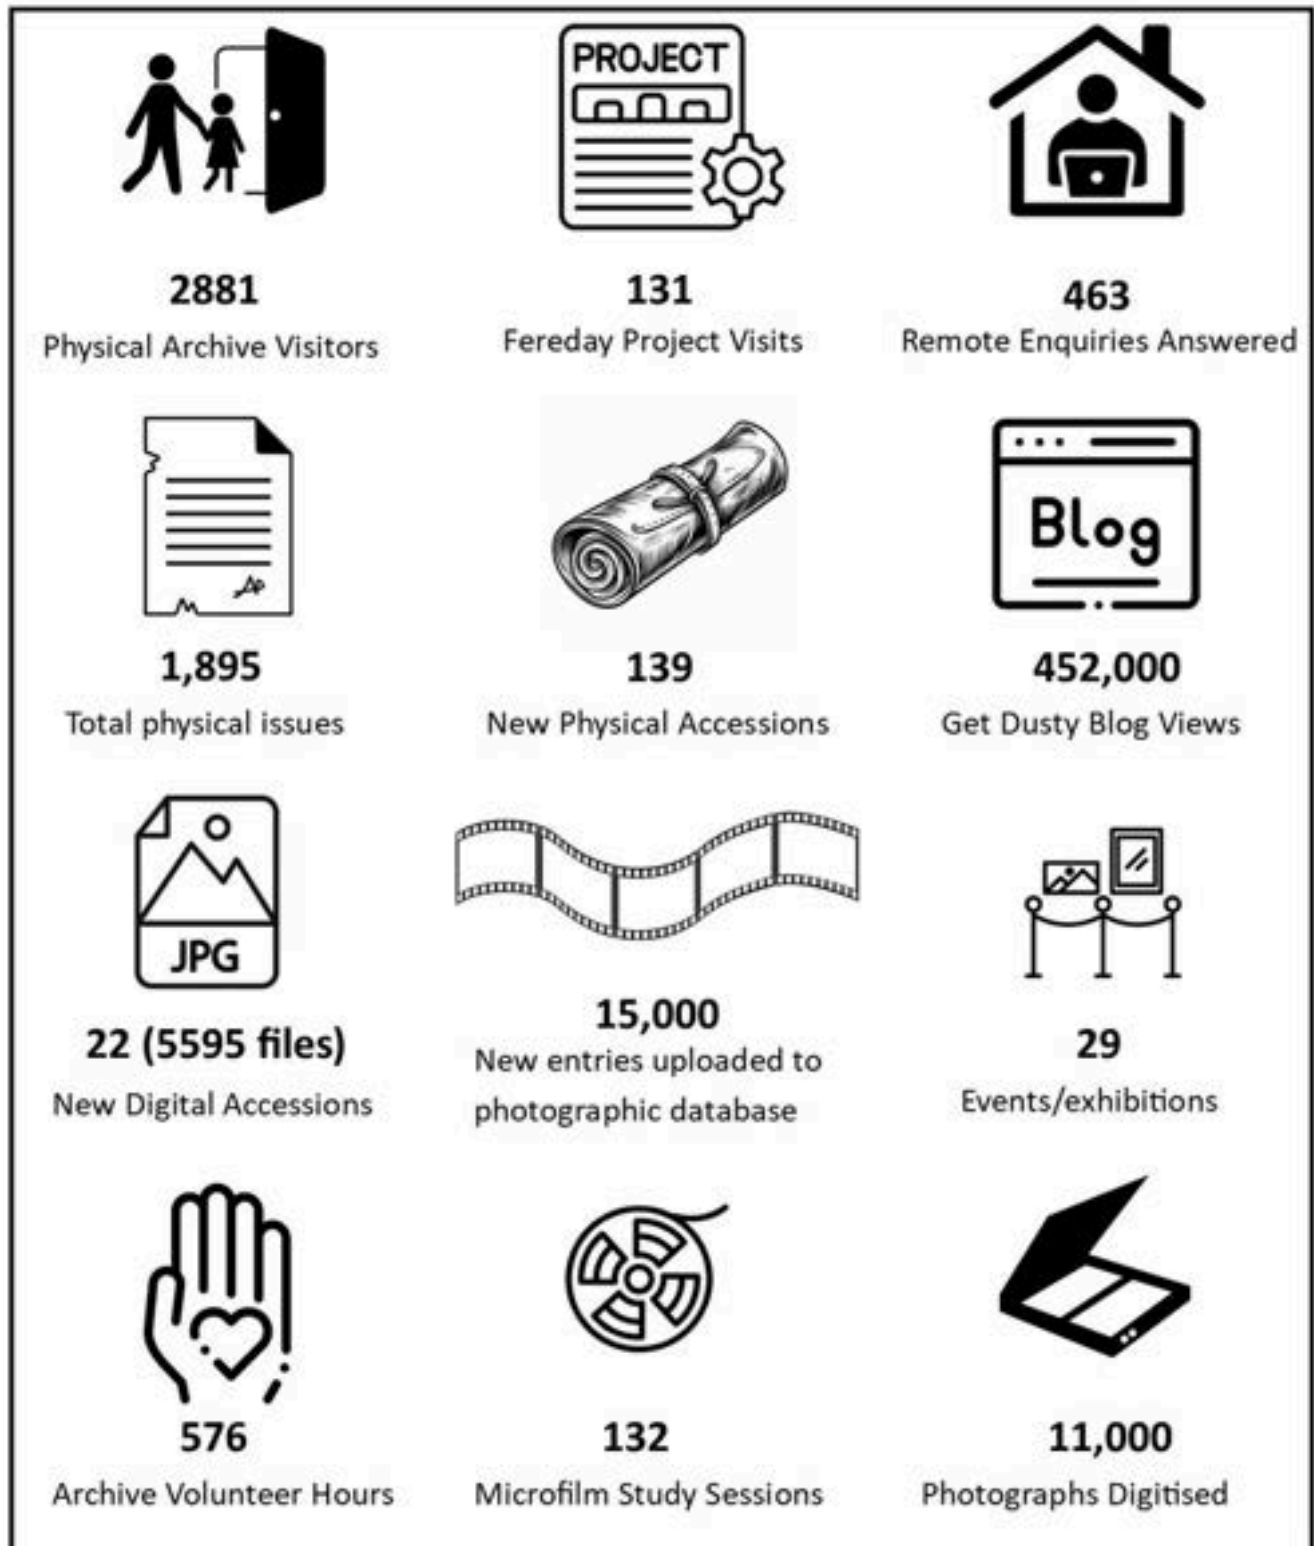 PROJECT
2881
Physical Archive Visitors
131
Fereday Project Visits
463
Remote Enquiries Answered
1,895
Total physical issues
139
New Physical Accessions
Blog
452,000
Get Dusty Blog Views
JPG
22 (5595 files)
New Digital Accessions
15,000
New entries uploaded to
photographic database
29
Events/exhibitions
576
Archive Volunteer Hours
132
Microfilm Study Sessions
11,000
Photographs Digitised